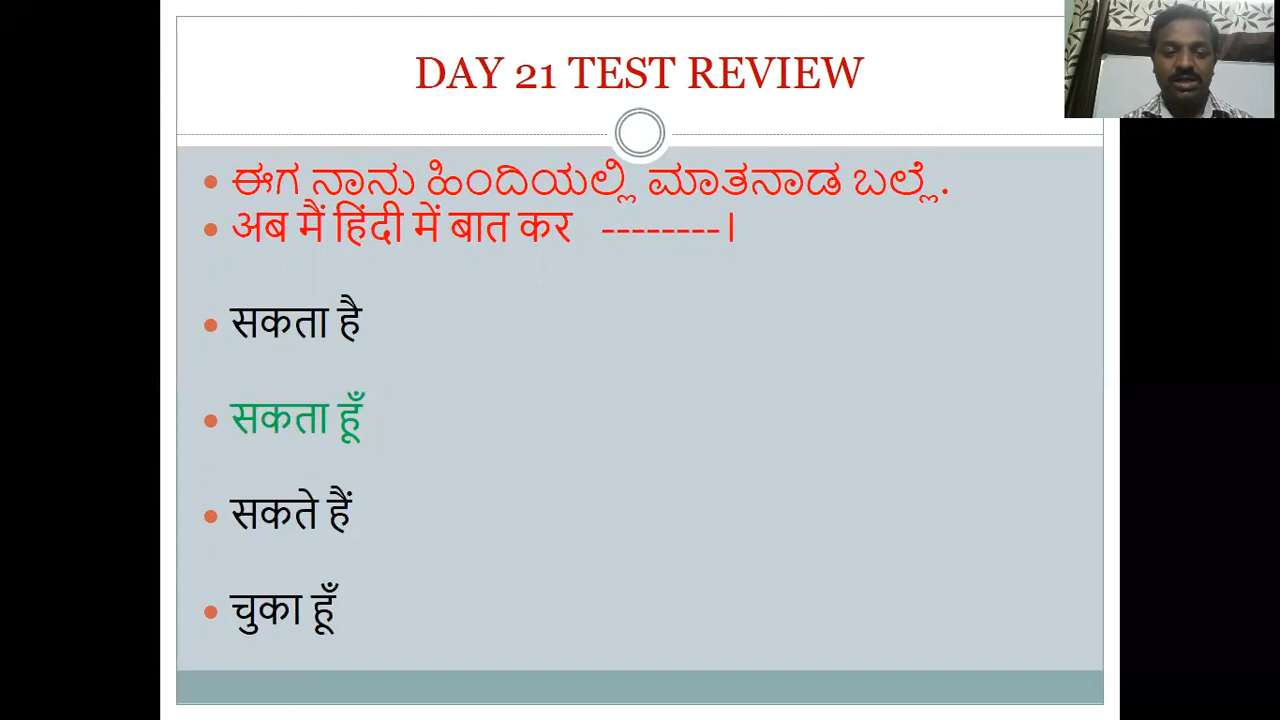 DAY 21 TEST REVIEW
ಈಗ ನಾನು ಹಿಂದಿಯಲ್ಲಿ ಮಾತನಾಡ ಬಲ್ಲೆ.
अब मैं हिंदी में बात कर --------।
सकता है
सकता हूँ
सकते हैं
चुका हूँ